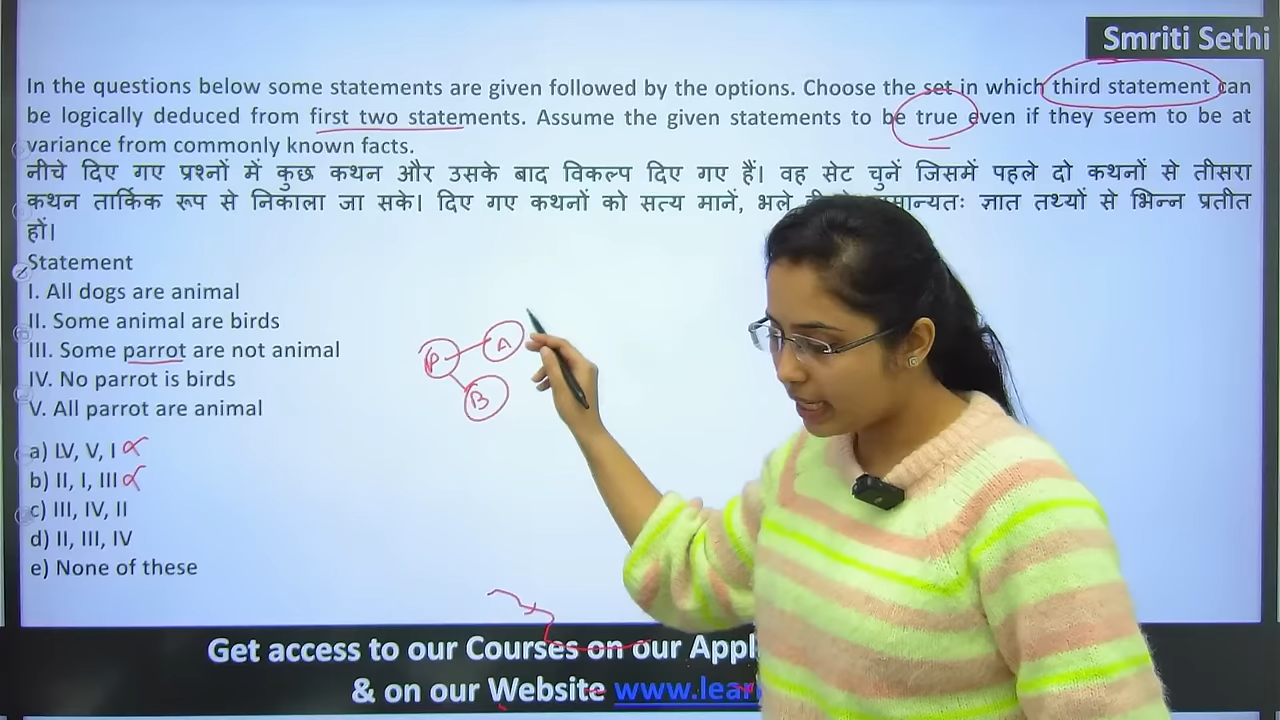 Smriti Sethi
In the questions below some statements are given followed by the options. Choose the set in which third statement can
be logically deduced from first two statements. Assume the given statements to be true even if they seem to be at
variance from commonly known facts.
नीचे दिए गए प्रश्नों में कुछ कथन और उसके बाद विकल्प दिए गए हैं। वह सेट चुनें जिसमें पहले दो कथनों से तीसरा
कथन तार्किक रूप से निकाला जा सके। दिए गए कथनों को सत्य मानें, भले ज्ञात तथ्यों से भिन्न प्रतीत
हों।
Statement
I. All dogs are animal
II. Some animal are birds
III. Some parrot are not animal
IV. No parrot is birds
V. All parrot are animal
P A
B
a) IV, V, I
b) II, I, III
c) III, IV, II
d) II, III, IV
e) None of these
Get access to our Courses on our Appl
& on our Website www.lear